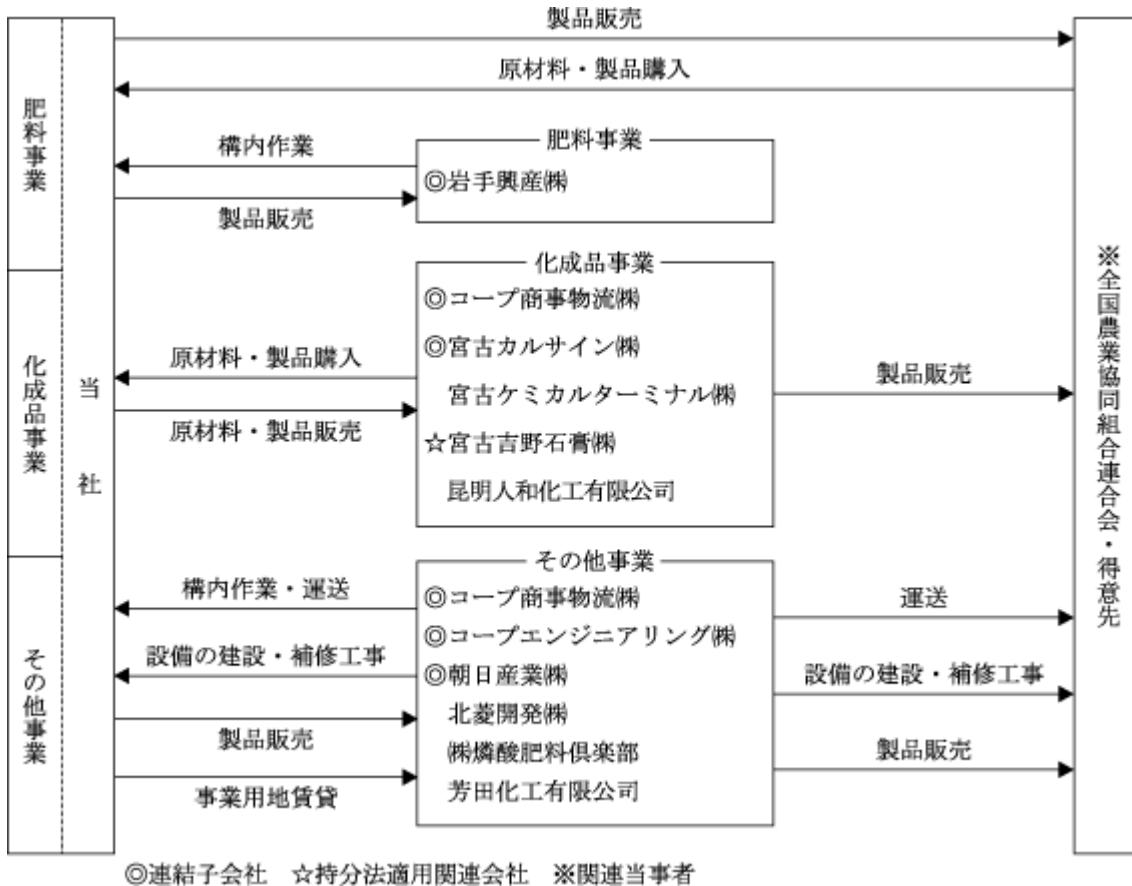 製品販売
原材料・製品購入
肥料事業
構内作業
製品販売
肥料事業
◎岩手興産㈱
化成品事業
当社
原材料・製品購入
原材料・製品販売
化成品事業
◎コープ商事物流㈱
◎宮古カルサイン㈱
宮古ケミカルターミナル㈱
☆宮古吉野石膏㈱
昆明人和化工有限公司
製品販売
※全国農業協同組合連合会・得意先
その他事業
構内作業・運送
設備の建設・補修工事
製品販売
事業用地賃貸
その他事業
◎コープ商事物流㈱
◎コープエンジニアリング㈱
◎朝日産業㈱
北菱開発㈱
㈱燐酸肥料倶楽部
芳田化工有限公司
運送
設備の建設・補修工事
製品販売
◎連結子会社　☆持分法適用関連会社　※関連当事者